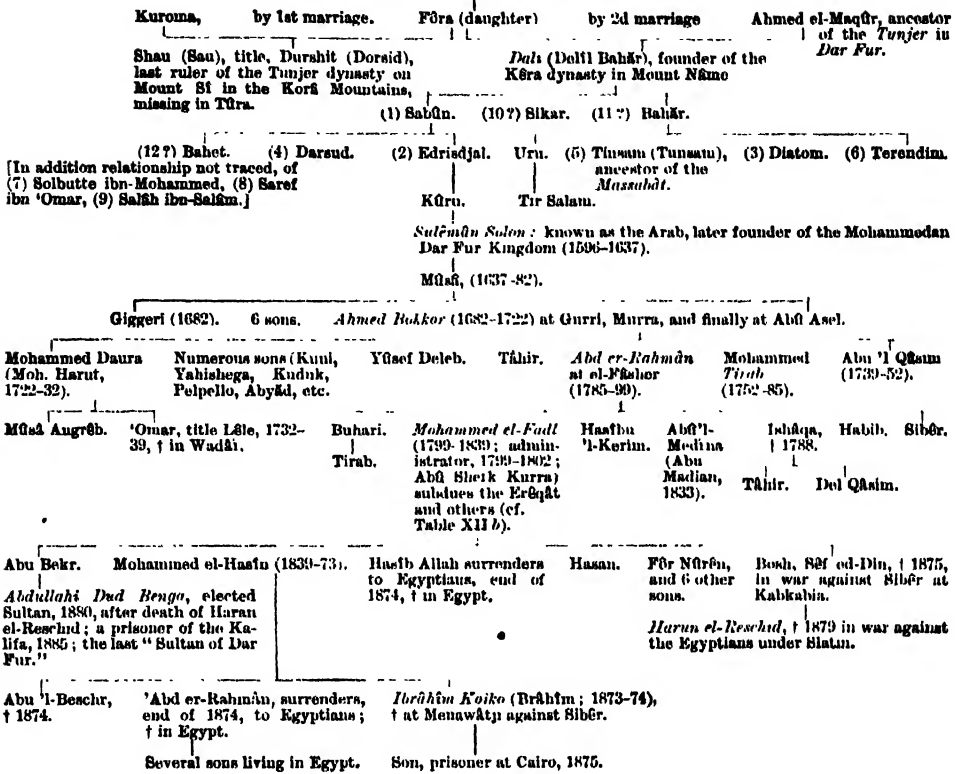 Kuroma, by 1st marriage. Fôra (daughter) by 2d marriage Ahmed el-Maqûr, ancestor
of the Tunjer in
Dar Fur.
Shau (Sau), title, Durshit (Dorsid),
last ruler of the Tunjer dynasty on
Mount Sî in the Korâ Mountains,
missing in Tûra.
Dali (Delîl Bahâr), founder of the
Kêra dynasty in Mount Nâmo
(1) Sabûn. (10?) Sikar. (11?) Bahâr.
(12?) Bahet. (4) Darsud. (2) Edrisdjal. Uru. (5) Tinsam (Tunsam), (3) Diatom. (6) Terendim.
ancestor of the
Massabât.
[In addition relationship not traced, of
(7) Solbutte ibn-Mohammed, (8) Saref
ibn ‘Omar, (9) Salâh ibn-Salâm.]
Kûru. Tir Salam.
Sulêmân Solon: known as the Arab, later founder of the Mohammedan
Dar Fur Kingdom (1596–1637).
Mûsâ, (1637-82).
Giggeri (1682). 6 sons. Ahmed Bokkor (1682–1722) at Gurri, Murra, and finally at Abû Asel.
Mohammed Daura
(Moh. Harut,
1722–32).
Numerous sons (Kuni,
Yahishega, Kuduk,
Pelpello, Abyâd, etc.
Yûsef Deleb. Tâhir.
Abd er-Rahmân
at el-Fâshor
(1785–99).
Mohammed
Tirab
(1752-85).
Abu 'l Qâsim
(1739–52).
Mûsâ Augrêb.
‘Omar, title Lêle, 1732–
39, † in Wadâi.
Buhari.
Tirab.
Mohammed el-Fadl
(1799-1839; admin-
istrator, 1799–1802;
Abû Sheik Kurra)
subdues the Erêqât
and others (cf.
Table XII b).
Hasîbu
'l-Kerim.
Abû'l-
Medina
(Abu
Madian,
1833).
Ishâqa,
† 1788.
Habib. Sibêr.
Tâhir. Del Qâsim.
Abu Bekr. Mohammed el-Hasîn (1839–73).
Hasîb Allah surrenders
to Egyptians, end of
1874, † in Egypt.
Hasan.
Fôr Nûrên,
and 6 other
sons.
Bosh, Sêf ed-Din, † 1875,
in war against Sibêr at
Kabkabia.
Abdullahi Dud Benga, elected
Sultan, 1880, after death of Haran
el-Reschid; a prisoner of the Ka-
lifa, 1885; the last “Sultan of Dar
Fur.”
Harun el-Reschid, † 1879 in war against
the Egyptians under Slatin.
Abu 'l-Beschr,
† 1874.
'Abd er-Rahmân, surrenders,
end of 1874, to Egyptians;
† in Egypt.
Ibrâhîm Koiko (Brâhîm; 1873–74),
† at Menawâtji against Sibêr.
Several sons living in Egypt. Son, prisoner at Cairo, 1875.